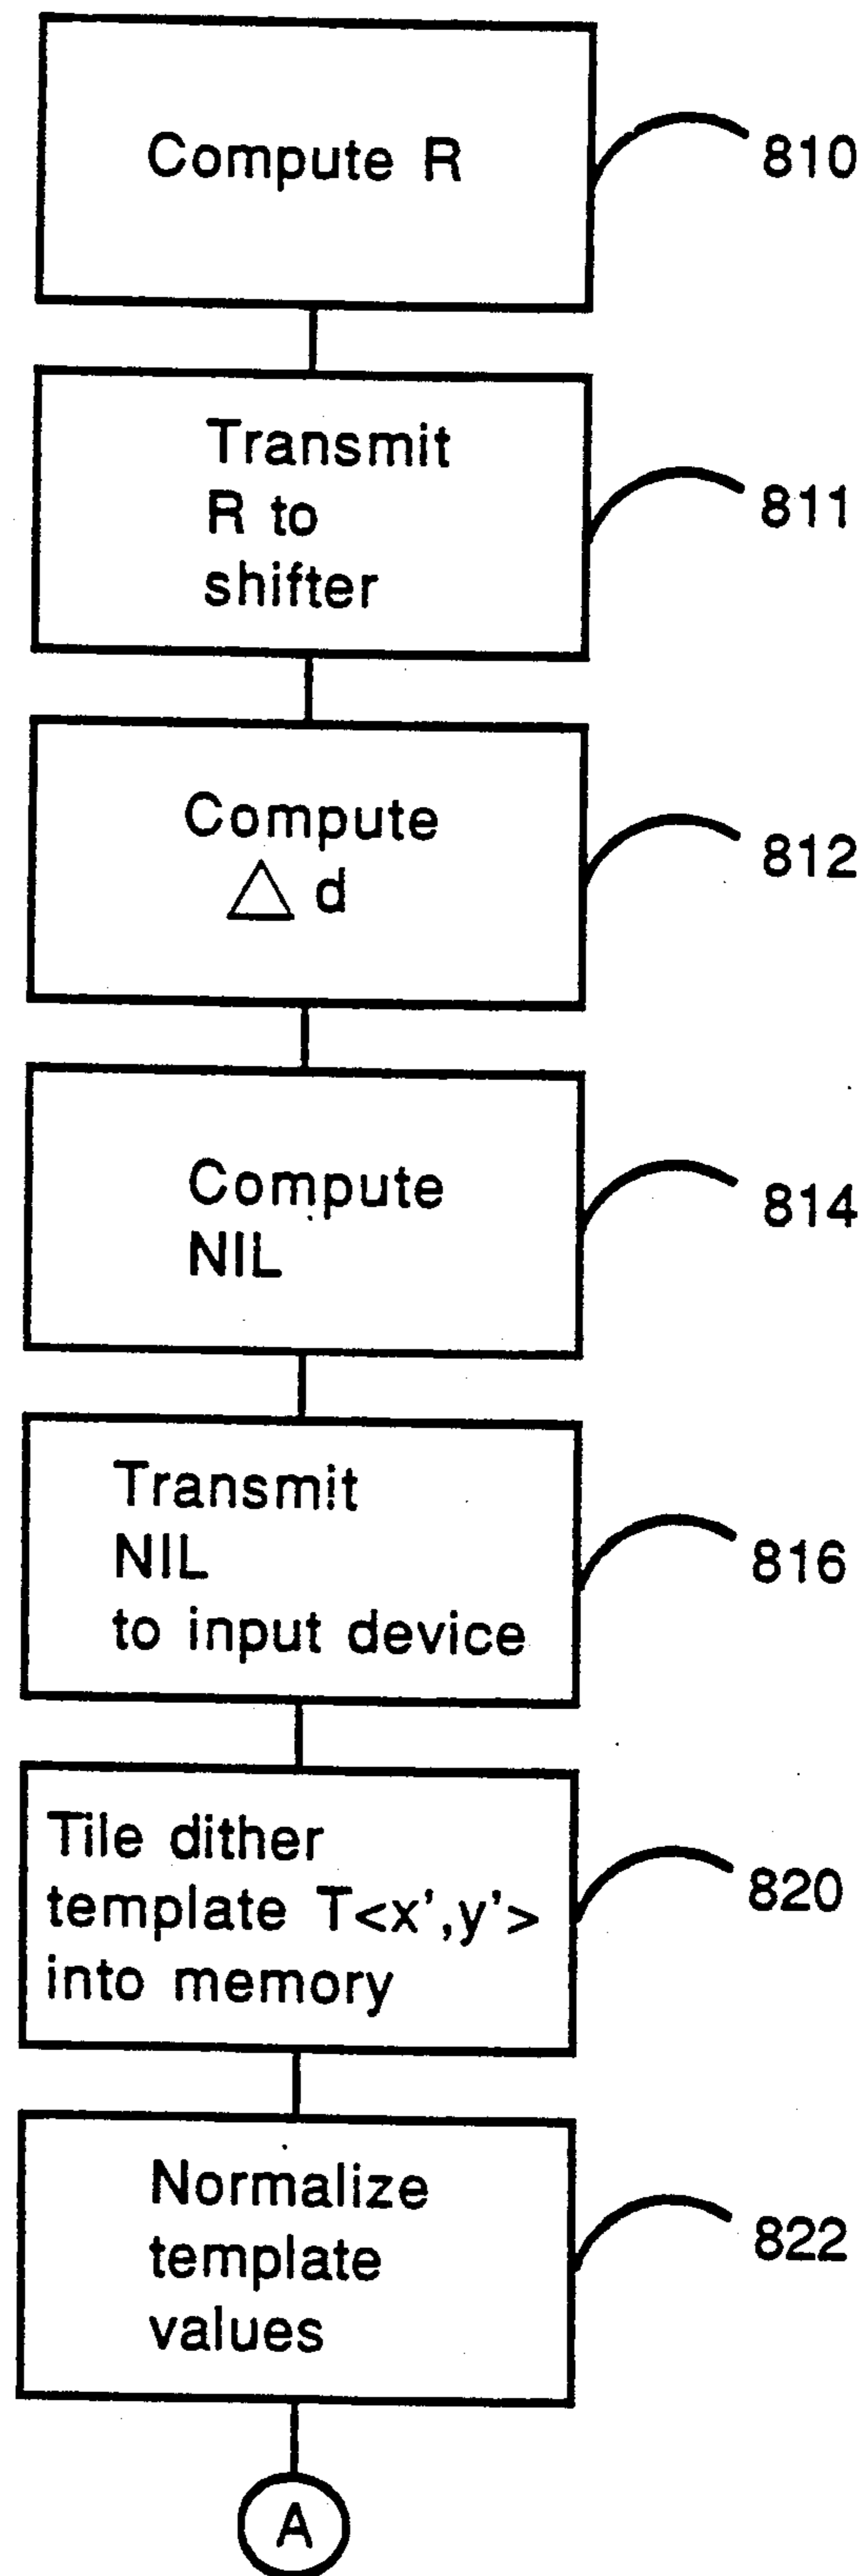 Compute R
810
Transmit
R to
shifter
811
Compute
△ d
812
Compute
NIL
814
Transmit
NIL
to input device
816
Tile dither
template T<x',y'>
into memory
820
Normalize
template
values
822
A